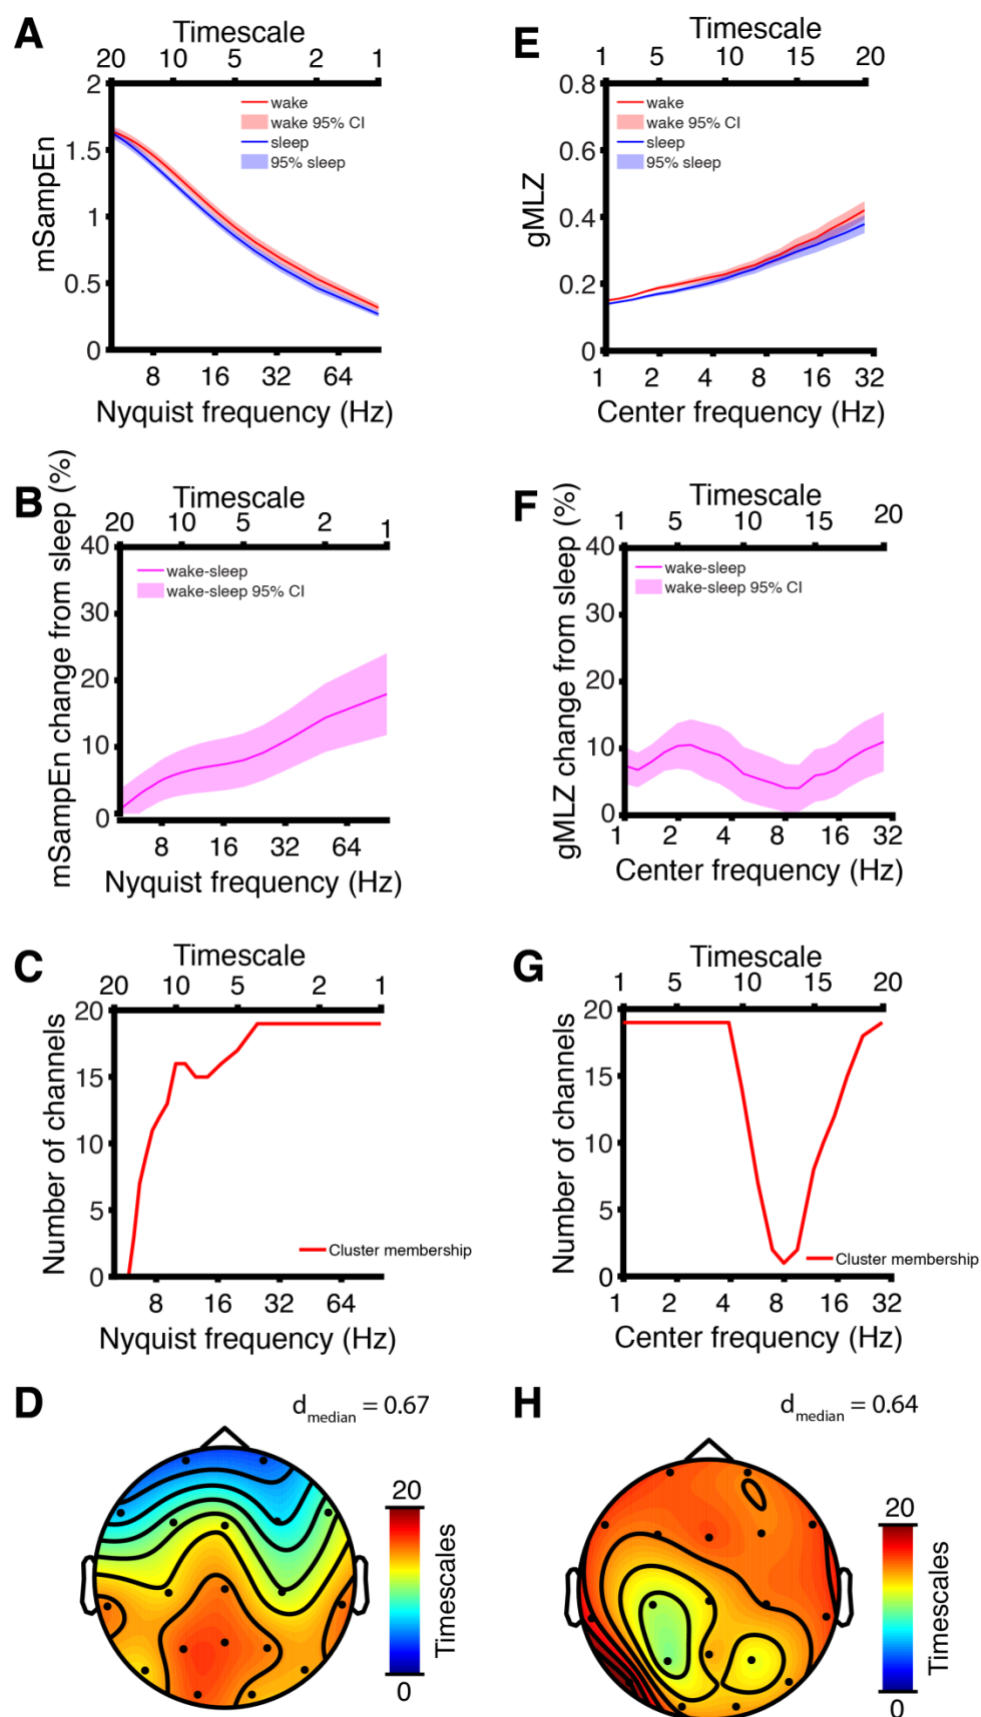 A
Timescale
20 10 5 2 1
2
1.5
1
0.5
0
mSampEn
wake
wake 95% CI
sleep
95% sleep
8 16 32 64
Nyquist frequency (Hz)
E
Timescale
1 5 10 15 20
0.8
0.6
0.4
0.2
0
gMLZ
wake
wake 95% CI
sleep
95% sleep
1 2 4 8 16 32
Center frequency (Hz)
B
Timescale
20 10 5 2 1
40
30
20
10
0
mSampEn change from sleep (%)
wake-sleep
wake-sleep 95% CI
8 16 32 64
Nyquist frequency (Hz)
F
Timescale
1 5 10 15 20
40
30
20
10
0
gMLZ change from sleep (%)
wake-sleep
wake-sleep 95% CI
1 2 4 8 16 32
Center frequency (Hz)
C
Timescale
20 10 5 2 1
20
15
10
5
0
Number of channels
Cluster membership
8 16 32 64
Nyquist frequency (Hz)
G
Timescale
1 5 10 15 20
20
15
10
5
0
Number of channels
Cluster membership
1 2 4 8 16 32
Center frequency (Hz)
D
d median = 0.67
20
Timescales
0
H
d median = 0.64
20
Timescales
0